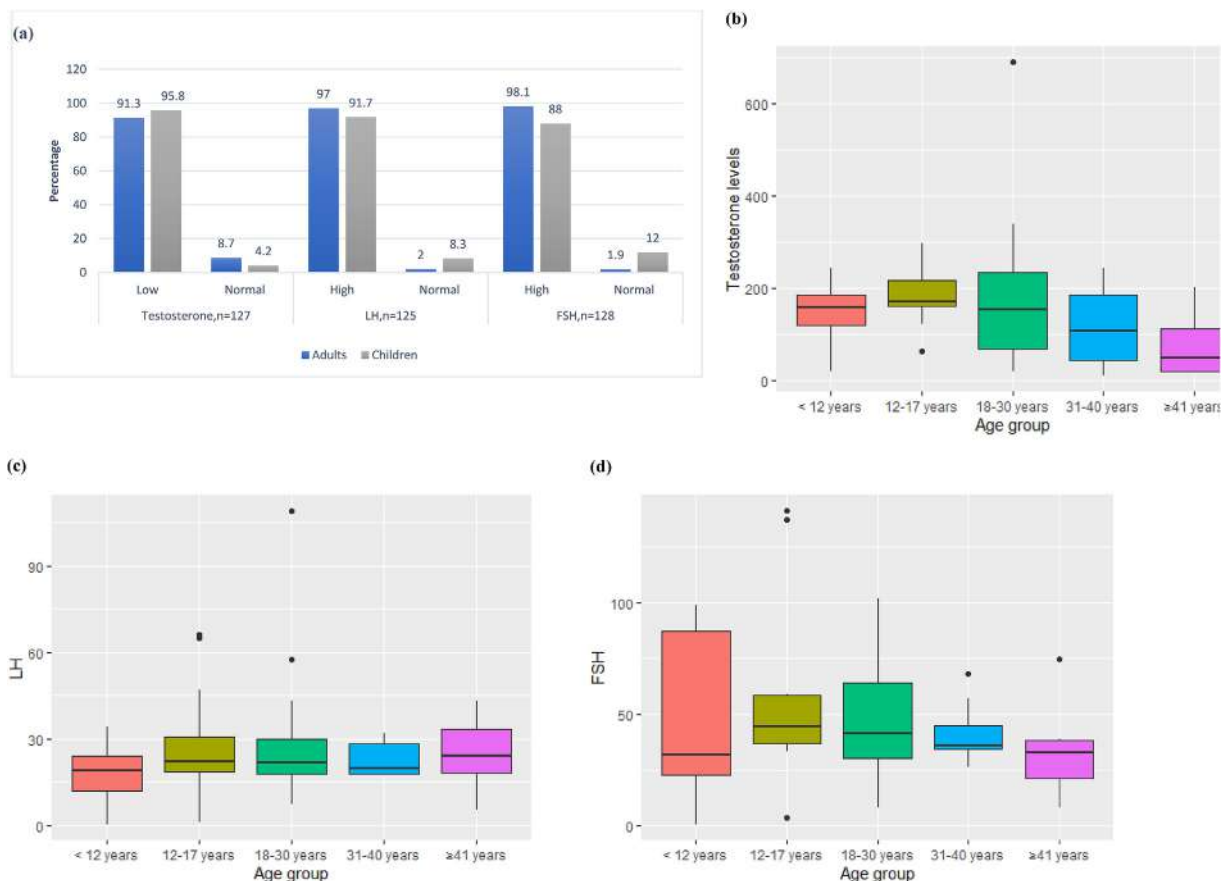 (a)
120
100
80
60
40
20
0
Percentage
91.3 95.8 8.7 4.2 97 91.7 2 8.3 98.1 88 1.9 12
Low Normal High Normal High Normal
Testosterone,n=127 LH,n=125 FSH,n=128
Adults Children
(b)
600
400
200
0
Testosterone levels
< 12 years 12-17 years 18-30 years 31-40 years ≥41 years
Age group
(c)
90
60
30
0
LH
< 12 years 12-17 years 18-30 years 31-40 years ≥41 years
Age group
(d)
100
50
0
FSH
< 12 years 12-17 years 18-30 years 31-40 years ≥41 years
Age group